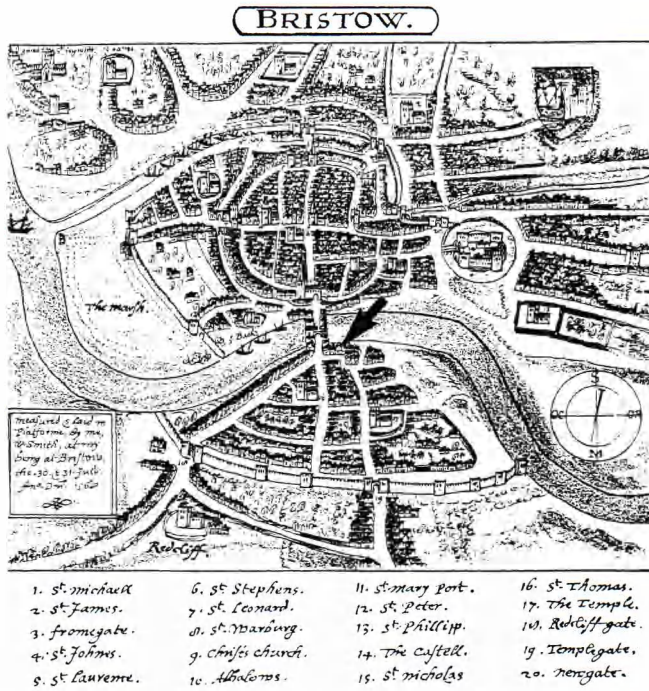 BRISTOW.
The marsh.
S
M
measured & laid in
Platforme, by me,
W. Smith, at my
being at Bristow
the 30 & 31 July
Ano Dni. 1568
Redcliff
1. St. michaell
2. St. James.
3. fromegate.
4. St. Johnes.
5. St. Laurence.
6. St. Stephens.
7. St. Leonard.
8. St. Warburg.
9. Christs church.
10. Alhalows.
11. St. mary Port.
12. St. Peter.
13. St. Phillipp.
14. The Castell.
15. St nicholas
16. St. Thomas.
17. The Temple.
18. Redcliff gate.
19. Templegate.
20. newgate.